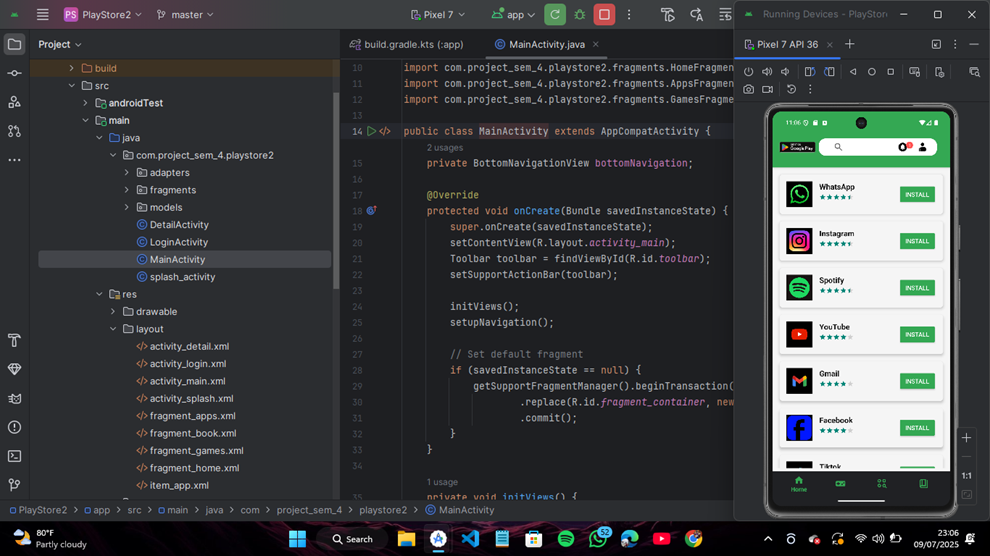 PS PlayStore2
master
Pixel 7
app
Running Devices - PlayStore
Project
build
src
androidTest
main
java
com.project_sem_4.playstore2
adapters
fragments
models
DetailActivity
LoginActivity
MainActivity
splash_activity
res
drawable
layout
activity_detail.xml
activity_login.xml
activity_main.xml
activity_splash.xml
fragment_apps.xml
fragment_book.xml
fragment_games.xml
fragment_home.xml
item_app.xml
build.gradle.kts (:app)
MainActivity.java
10 import com.project_sem_4.playstore2.fragments.HomeFragmen
11 import com.project_sem_4.playstore2.fragments.AppsFragmen
12 import com.project_sem_4.playstore2.fragments.GamesFragme
13
14 public class MainActivity extends AppCompatActivity {
2 usages
15 private BottomNavigationView bottomNavigation;
16
17 @Override
18 protected void onCreate(Bundle savedInstanceState) {
19 super.onCreate(savedInstanceState);
20 setContentView(R.layout.activity_main);
21 Toolbar toolbar = findViewById(R.id.toolbar);
22 setSupportActionBar(toolbar);
23
24 initViews();
25 setupNavigation();
26
27 // Set default fragment
28 if (savedInstanceState == null) {
29 getSupportFragmentManager().beginTransaction(
30 .replace(R.id.fragment_container, new
31 .commit();
32 }
33 }
34
1 usage
private void initViews() {
Pixel 7 API 36
11:06
Google Play
WhatsApp
INSTALL
Instagram
INSTALL
Spotify
INSTALL
YouTube
INSTALL
Gmail
INSTALL
Facebook
INSTALL
Tiktok
Home
1:1
PlayStore2 > app > src > main > java > com > project_sem_4 > playstore2 > MainActivity
80°F
Partly cloudy
Search
52
23:06
09/07/2025